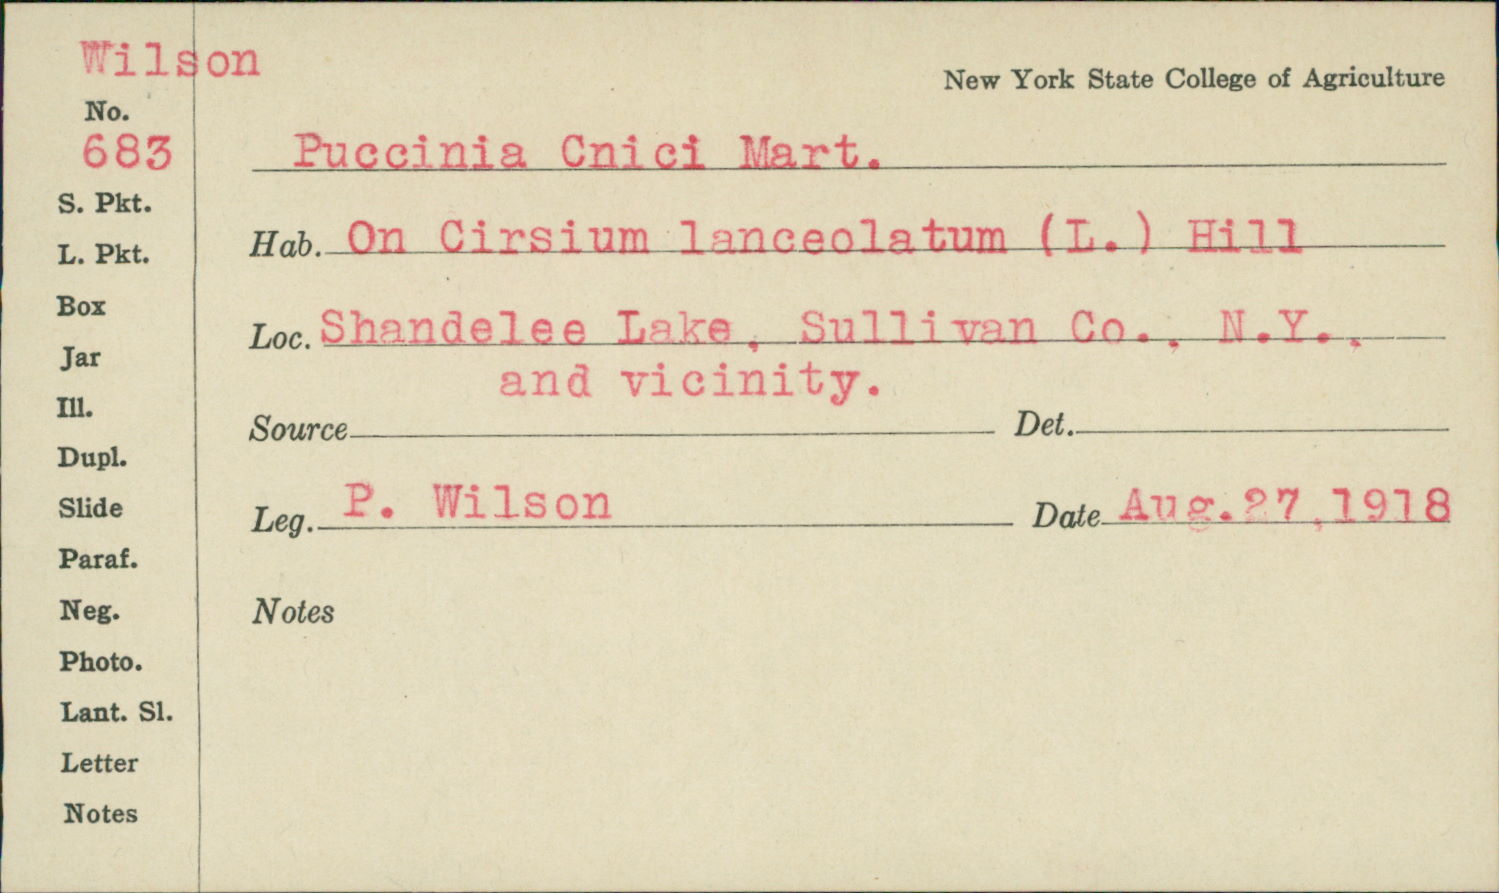 Wilson
New York State College of Agriculture
No.
683
Puccinia Cnici Mart.
S. Pkt.
L. Pkt.
Hab. On Cirsium lanceolatum (L.) Hill
Box
Loc. Shandelee Lake, Sullivan Co., N.Y.,
and vicinity.
Jar
Ill.
Source Det.
Dupl.
Slide
Leg. P. Wilson Date Aug. 27, 1918
Paraf.
Neg.
Notes
Photo.
Lant. Sl.
Letter
Notes